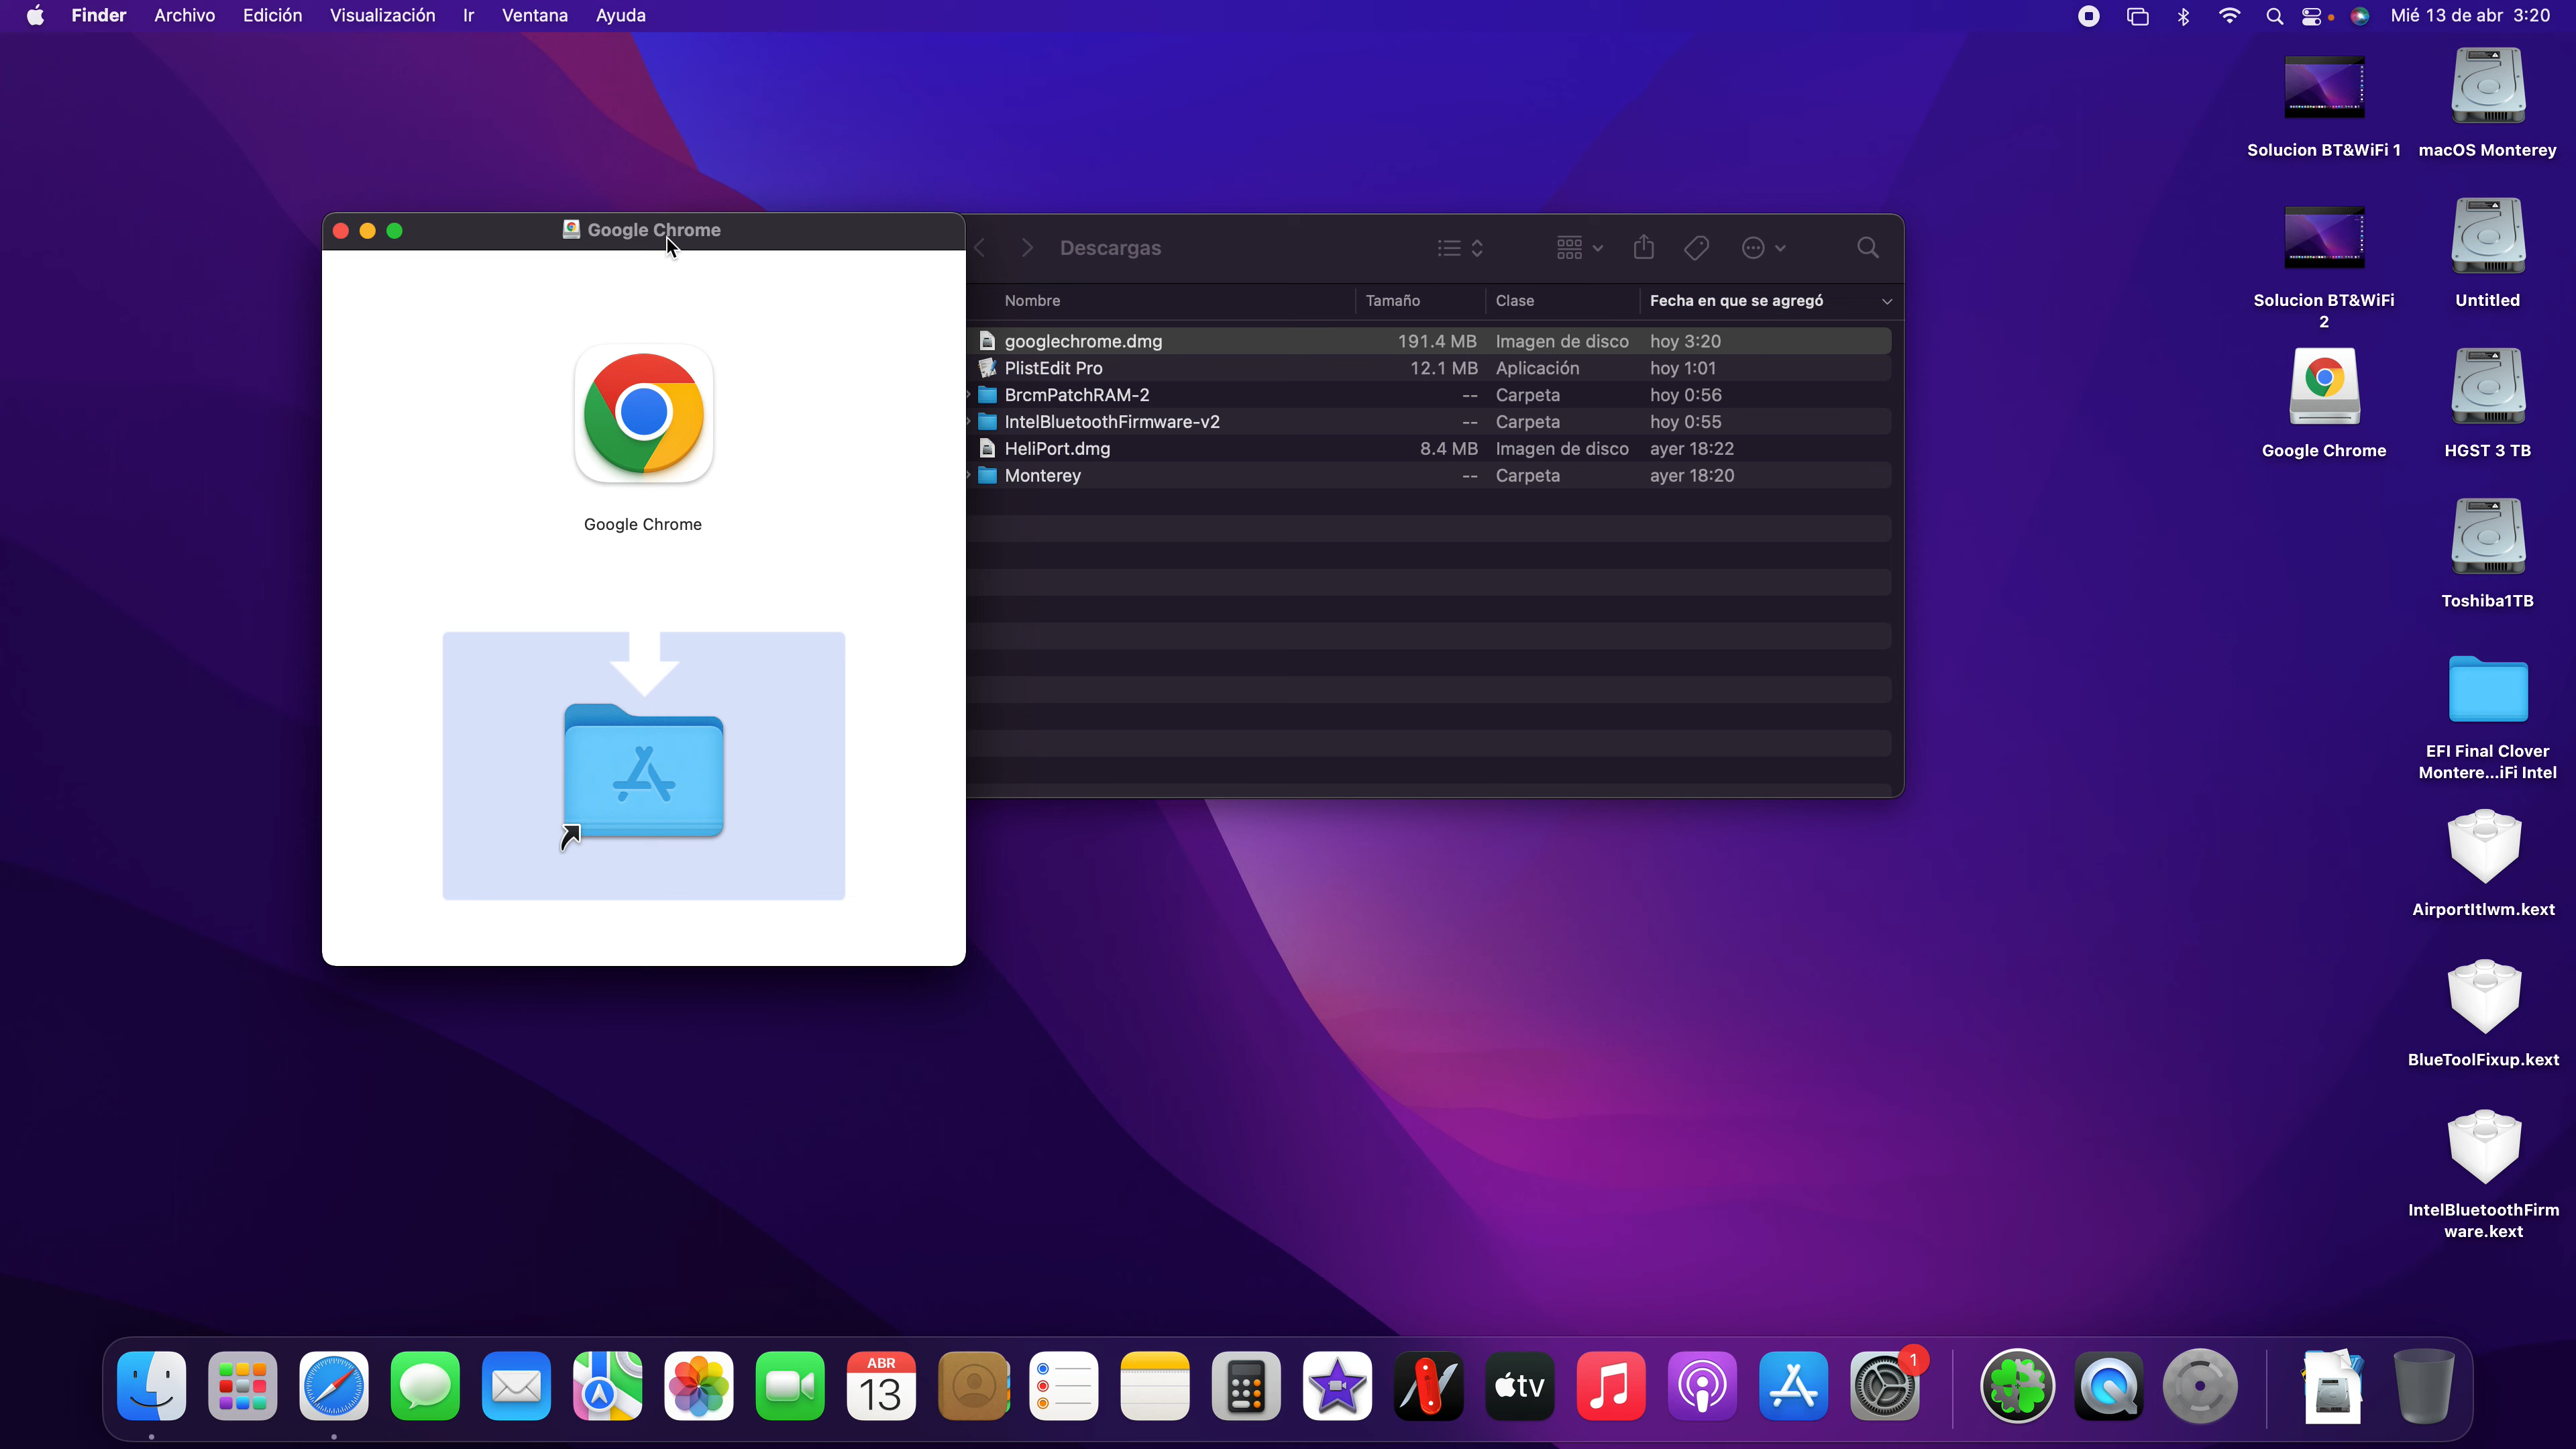 Finder Archivo Edición Visualización Ir Ventana Ayuda Mié 13 de abr 3:20
Google Chrome
Google Chrome
Descargas
Nombre Tamaño Clase Fecha en que se agregó
googlechrome.dmg 191.4 MB Imagen de disco hoy 3:20
PlistEdit Pro 12.1 MB Aplicación hoy 1:01
BrcmPatchRAM-2 -- Carpeta hoy 0:56
IntelBluetoothFirmware-v2 -- Carpeta hoy 0:55
HeliPort.dmg 8.4 MB Imagen de disco ayer 18:22
Monterey -- Carpeta ayer 18:20
Solucion BT&WiFi 1
macOS Monterey
Solucion BT&WiFi
2
Untitled
Google Chrome
HGST 3 TB
Toshiba1TB
EFI Final Clover
Montere...iFi Intel
AirportItlwm.kext
BlueToolFixup.kext
IntelBluetoothFirm
ware.kext
ABR
13
tv
1